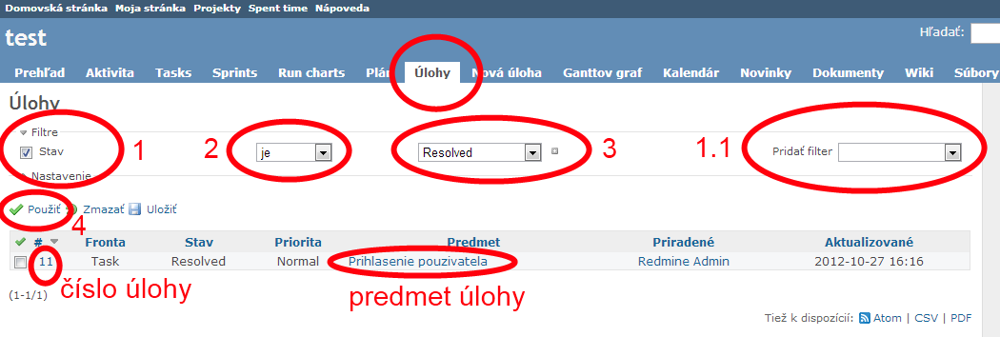 Domovská stránka Moja stránka Projekty Spent time Nápoveda
test
Hľadať:
Prehľad Aktivita Tasks Sprints Run charts Plán Úlohy Nová úloha Ganttov graf Kalendár Novinky Dokumenty Wiki Súbory
Úlohy
Filtre
Stav 1 2 je Resolved 3 1.1 Pridať filter
Nastavenie
Použiť Zmazať Uložiť
4
# Fronta Stav Priorita Predmet Priradené Aktualizované
11 Task Resolved Normal Prihlasenie pouzivatela Redmine Admin 2012-10-27 16:16
číslo úlohy predmet úlohy
(1-1/1)
Tiež k dispozícií: Atom | CSV | PDF